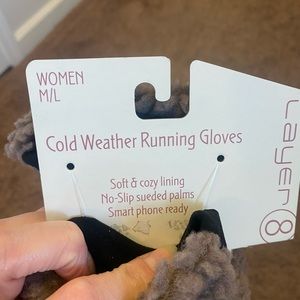 WOMEN
M/L
Cold Weather Running Gloves
Soft & cozy lining
No-Slip sueded palms
Smart phone ready
Layer 8